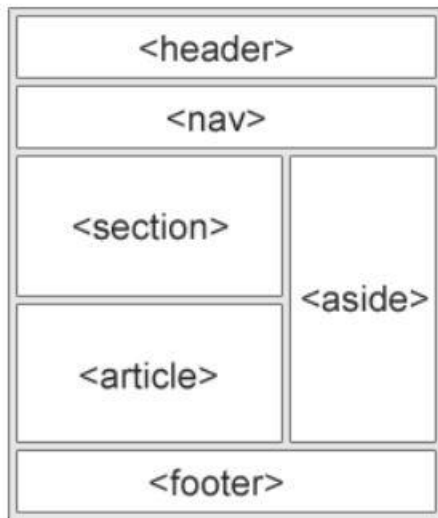 <header>
<nav>
<section>
<aside>
<article>
<footer>